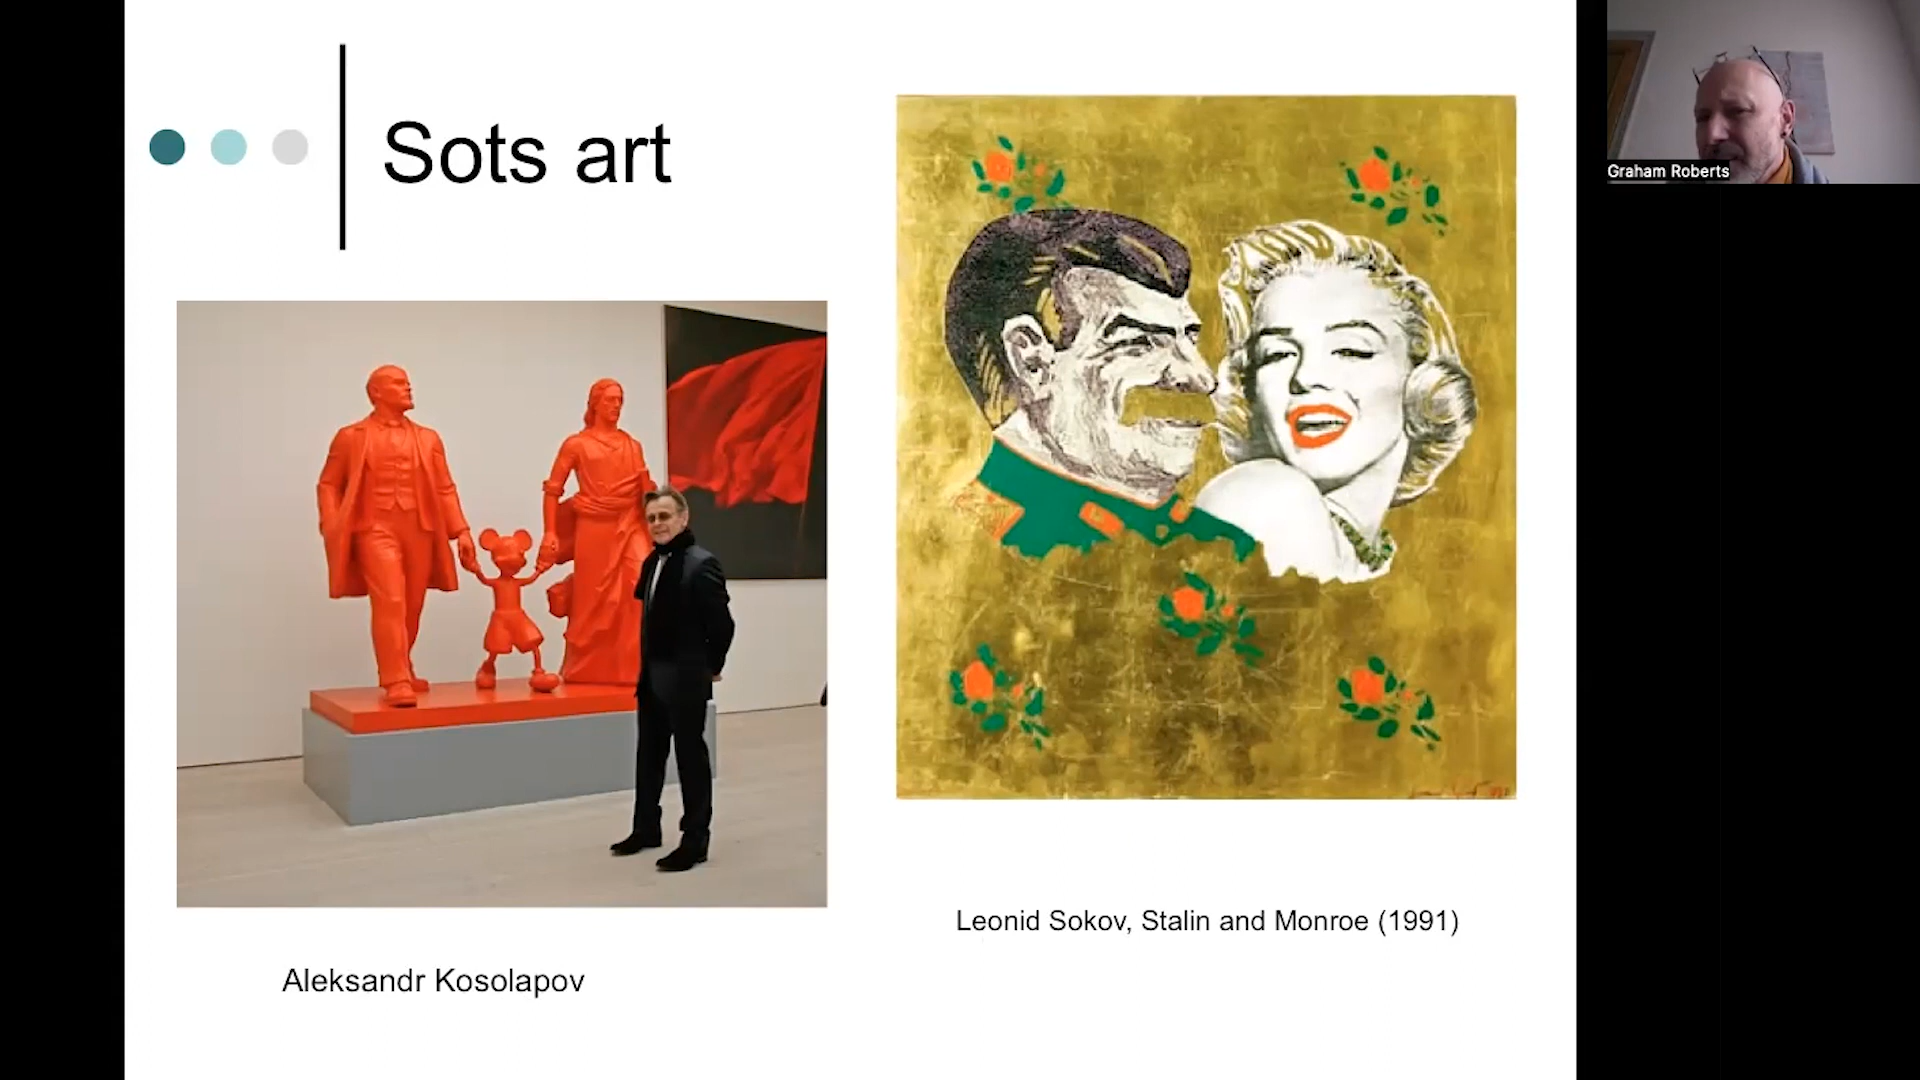 Sots art
Graham Roberts
Leonid Sokov, Stalin and Monroe (1991)
Aleksandr Kosolapov